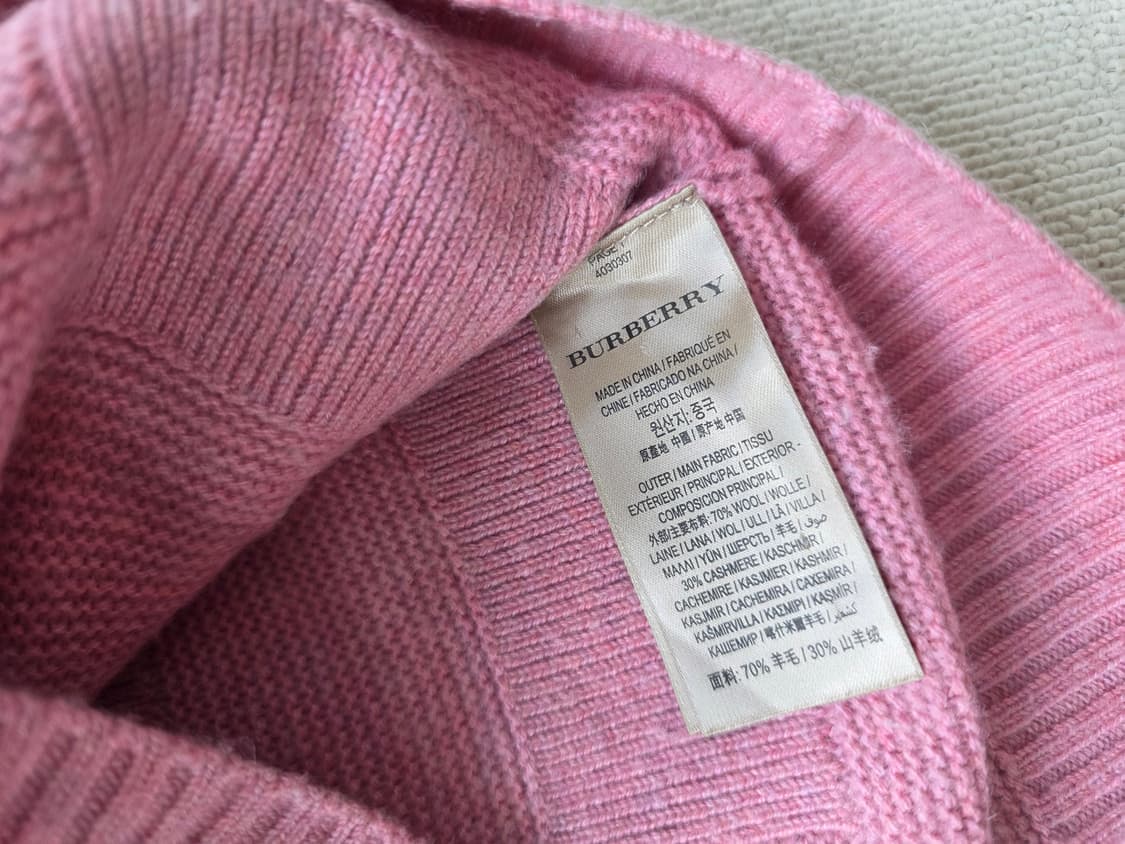 PAGE 1
4030307
BURBERRY
MADE IN CHINA / FABRIQUÉ EN
CHINE / FABRICADO NA CHINA /
HECHO EN CHINA
원산지: 중국
原產地 中國 / 原产地 中国
OUTER / MAIN FABRIC / TISSU
EXTÉRIEUR / PRINCIPAL / EXTERIOR -
COMPOSICION PRINCIPAL /
外部/主要布料: 70% WOOL / WOLLE /
LAINE / LANA / WOL / ULL / LÃ / VILLA /
ΜΑΛΛΙ / YÜN / ШЕРСТЬ / 羊毛 / صوف
30% CASHMERE / KASCHMIR /
CACHEMIRE / KASJMIER / KASHMIR /
KASJMIR / CACHEMIRA / CAXEMIRA /
KAŠMIRVILLA / ΚΑΣΜΙΡΙ / KAŞMİR /
КАШЕМИР / 喀什米爾羊毛 / كشمير
面料: 70% 羊毛 / 30% 山羊绒